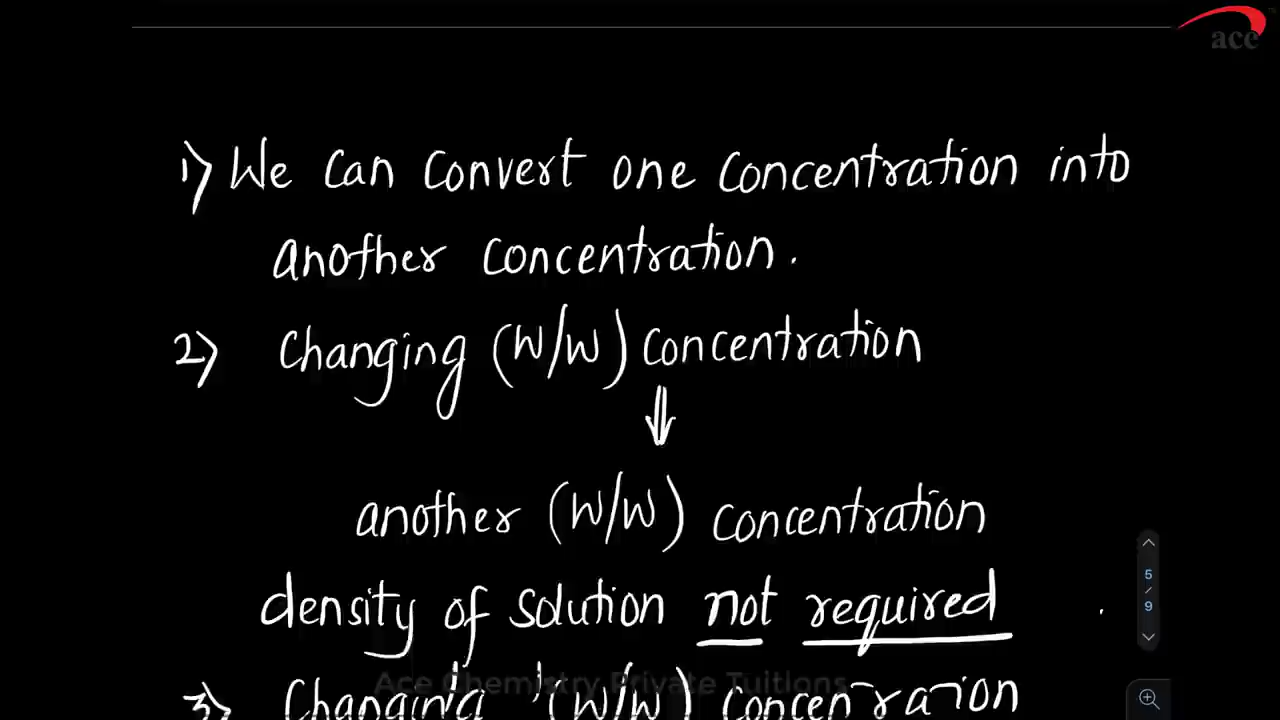 ace
1) We can convert one concentration into
another concentration.
2) Changing (W/W) concentration
⇓
another (W/W) concentration
density of solution not required
5
/
9
Ace Chemistry Private Tuitions
3) Changing (W/W) concentration